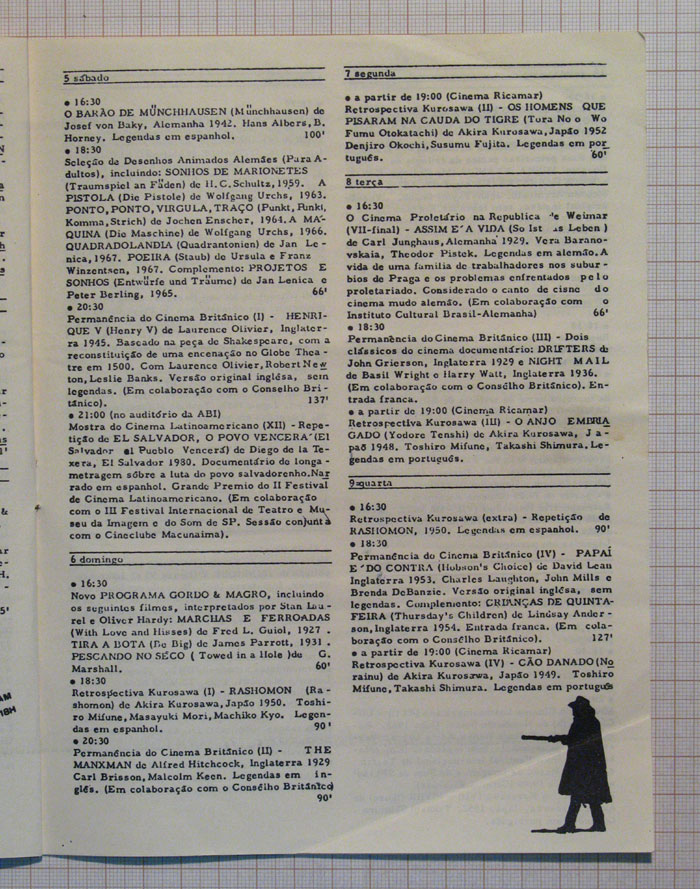 5 sábado
• 16:30
O BARÃO DE MÜNCHHAUSEN (Münchhausen) de
Josef von Baky, Alemanha 1942. Hans Albers, B.
Horney. Legendas em espanhol. 100'
• 18:30
Seleção de Desenhos Animados Alemães (Para A-
dultos), incluindo: SONHOS DE MARIONETES
(Traumspiel an Fäden) de H.C. Schultz, 1959. A
PISTOLA (Die Pistole) de Wolfgang Urchs, 1963.
PONTO, PONTO, VIRGULA, TRAÇO (Punkt, Punkt,
Komma, Strich) de Jochen Enscher, 1964. A MÁ-
QUINA (Die Maschine) de Wolfgang Urchs, 1966.
QUADRADOLANDIA (Quadrantonien) de Jan Le-
nica, 1967. POEIRA (Staub) de Ursula e Franz
Winzentsen, 1967. Complemento: PROJETOS E
SONHOS (Entwürfe und Träume) de Jan Lenica e
Peter Berling, 1965. 66'
• 20:30
Permanência do Cinema Britânico (I) - HENRI-
QUE V (Henry V) de Laurence Olivier, Inglater-
ra 1945. Baseado na peça de Shakespeare, com a
reconstituição de uma encenação no Globe Thea-
tre em 1500. Com Laurence Olivier, Robert New
ton, Leslie Banks. Versão original inglêsa, sem
legendas. (Em colaboração com o Conselho Bri-
tânico). 137'
• 21:00 (no auditório da ABI)
Mostra do Cinema Latinoamericano (XII) - Repe-
tição de EL SALVADOR, O POVO VENCERA (El
Salvador el Pueblo Vencerá) de Diego de la Te-
xera, El Salvador 1980. Documentário de longa-
metragem sôbre a luta do povo salvadorenho. Nar
rado em espanhol. Grande Premio do II Festival
de Cinema Latinoamericano. (Em colaboração
com o III Festival Internacional de Teatro e Mu-
seu da Imagem e do Som de SP. Sessão conjunta
com o Cineclube Macunaima).
6 domingo
• 16:30
Novo PROGRAMA GORDO & MAGRO, incluindo
os seguintes filmes, interpretados por Stan Lau-
rel e Oliver Hardy: MARCHAS E FERROADAS
(With Love and Hisses) de Fred L. Guiol, 1927.
TIRA A BOTA (Be Big) de James Parrott, 1931.
PESCANDO NO SÊCO (Towed in a Hole) de G.
Marshall. 60'
• 18:30
Retrospectiva Kurosawa (I) - RASHOMON (Ra-
shomon) de Akira Kurosawa, Japão 1950. Toshi-
ro Mifune, Masayuki Mori, Machiko Kyo. Legen-
das em espanhol. 90'
• 20:30
Permanência do Cinema Britânico (II) - THE
MANXMAN de Alfred Hitchcock, Inglaterra 1929
Carl Brisson, Malcolm Keen. Legendas em in-
glês. (Em colaboração com o Consêlho Britânico)
90'
7 segunda
• a partir de 19:00 (Cinema Ricamar)
Retrospectiva Kurosawa (II) - OS HOMENS QUE
PISARAM NA CAUDA DO TIGRE (Tora No o Wo
Fumu Otokatachi) de Akira Kurosawa, Japão 1952
Denjiro Okochi, Susumu Fujita. Legendas em por
tuguês. 60'
8 terça
• 16:30
O Cinema Proletário na Republica de Weimar
(VII-final) - ASSIM E'A VIDA (So Ist das Leben)
de Carl Junghaus, Alemanha 1929. Vera Barano-
vskaia, Theodor Pistek. Legendas em alemão. A
vida de uma familia de trabalhadores nos subur-
bios de Praga e os problemas enfrentados pelo
proletariado. Considerado o canto de cisne do
cinema mudo alemão. (Em colaboração com o
Instituto Cultural Brasil-Alemanha) 66'
• 18:30
Permanência do Cinema Britânico (III) - Dois
clássicos do cinema documentário: DRIFTERS de
John Grierson, Inglaterra 1929 e NIGHT MAIL
de Basil Wright e Harry Watt, Inglaterra 1936.
(Em colaboração com o Consêlho Britânico). En-
trada franca.
• a partir de 19:00 (Cinema Ricamar)
Retrospectiva Kurosawa (III) - O ANJO EMBRIA
GADO (Yodore Tenshi) de Akira Kurosawa, Ja-
pão 1948. Toshiro Mifune, Takashi Shimura. Le-
gendas em português.
9 quarta
• 16:30
Retrospectiva Kurosawa (extra) - Repetição de
RASHOMON, 1950. Legendas em espanhol. 90'
• 18:30
Permanência do Cinema Britânico (IV) - PAPAÍ
E'DO CONTRA (Hobson's Choice) de David Lean
Inglaterra 1953. Charles Laughton, John Mills e
Brenda DeBanzie. Versão original inglêsa, sem
legendas. Complemento: CRIANÇAS DE QUINTA-
FEIRA (Thursday's Children) de Lindsay Ander-
son, Inglaterra 1954. Entrada franca. (Em cola-
boração com o Consêlho Britânico). 127'
• a partir de 19:00 (Cinema Ricamar)
Retrospectiva Kurosawa (IV) - CÃO DANADO (No
rainu) de Akira Kurosawa, Japão 1949. Toshiro
Mifune, Takashi Shimura. Legendas em português